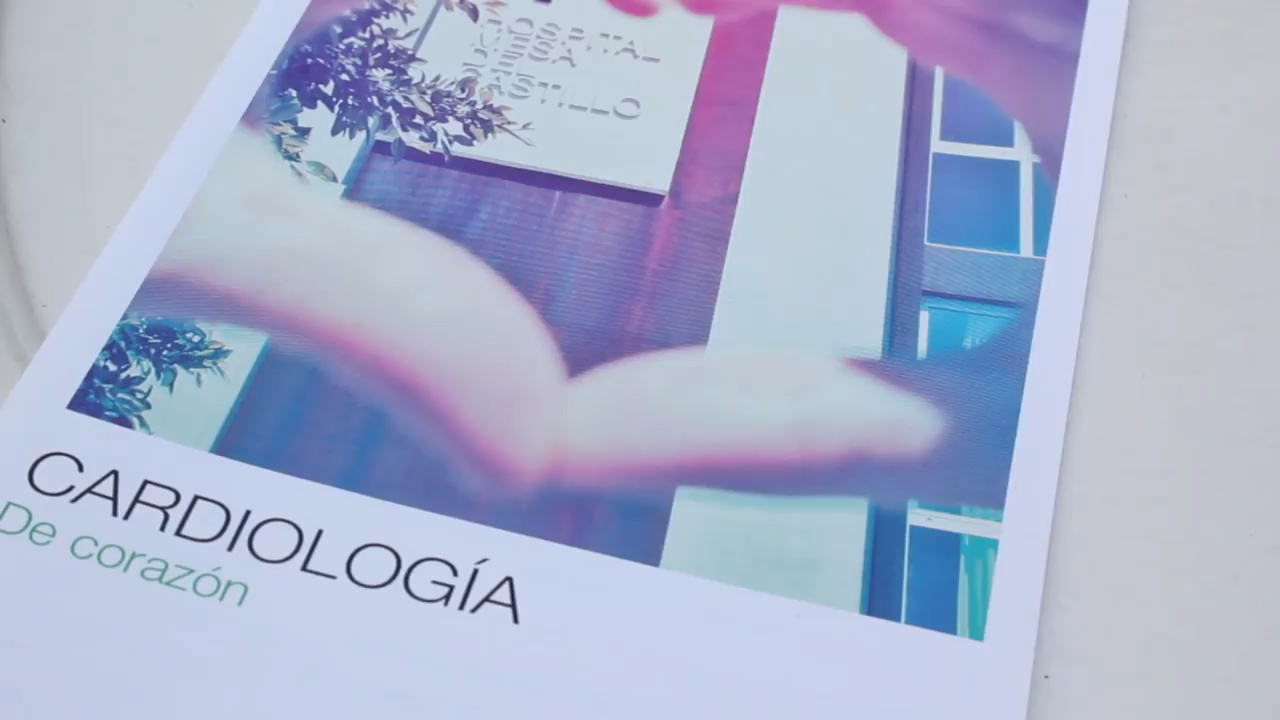 HOSPITAL
MESA
DEL
CASTILLO
CARDIOLOGÍA
De corazón